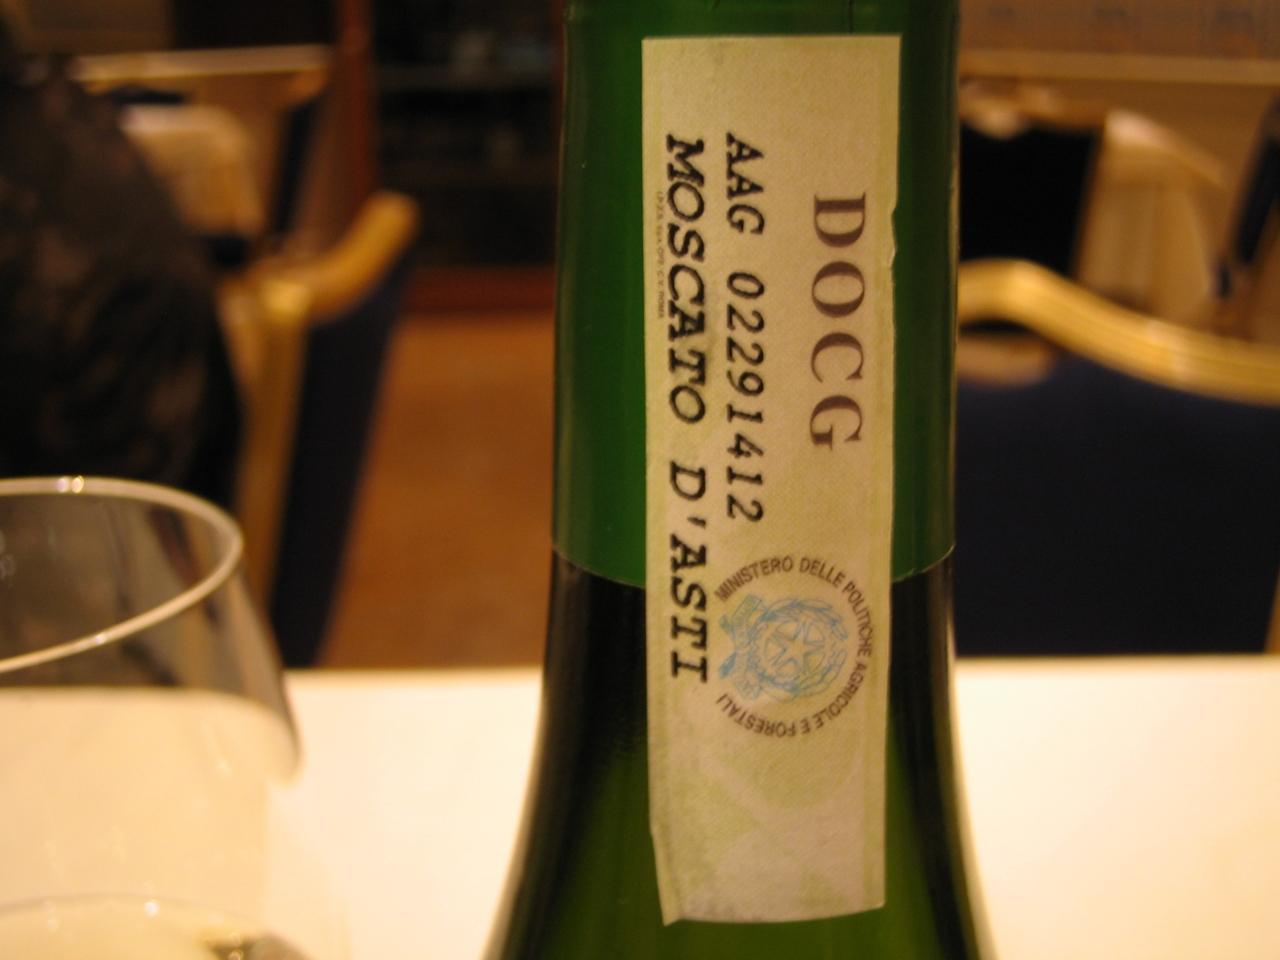 DOCG
AAG 02291412
MOSCATO D'ASTI
MINISTERO DELLE POLITICHE AGRICOLE E FORESTALI